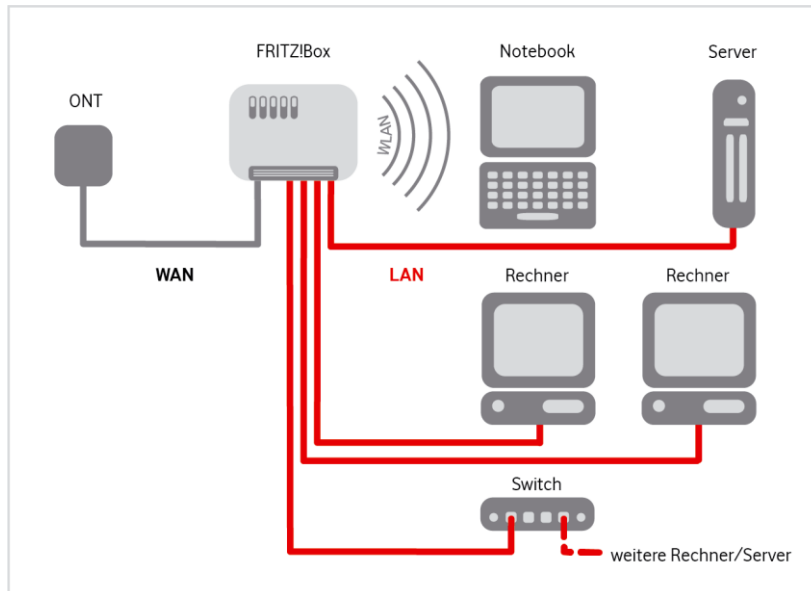 FRITZ!Box
Notebook
Server
ONT
WLAN
WAN
LAN
Rechner
Rechner
Switch
weitere Rechner/Server